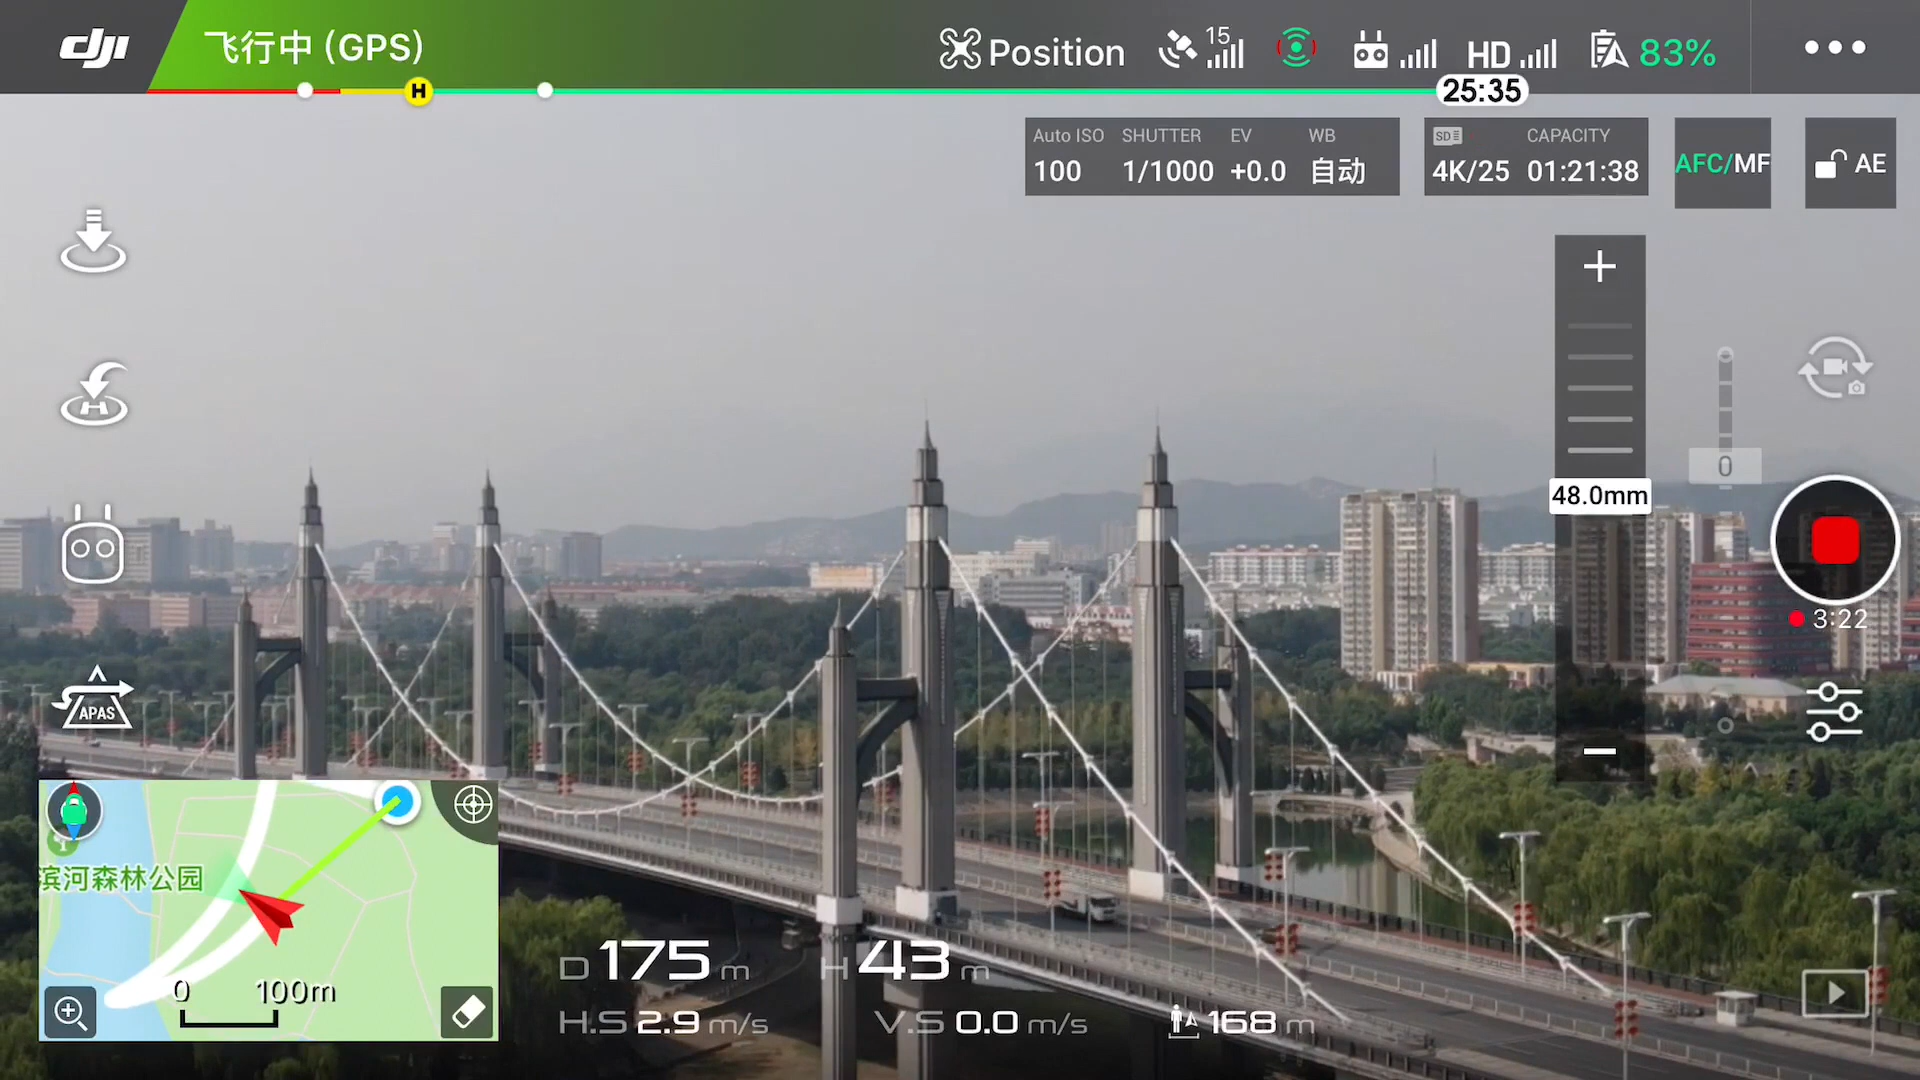 dji
飞行中 (GPS)
Position
15
HD
83%
H
25:35
Auto ISO SHUTTER EV WB
100 1/1000 +0.0 自动
SD CAPACITY
4K/25 01:21:38
AFC/MF
AE
48.0mm
0
3:22
APAS
滨河森林公园
0 100m
D 175 m H 43 m
H.S 2.9 m/s V.S 0.0 m/s 168 m